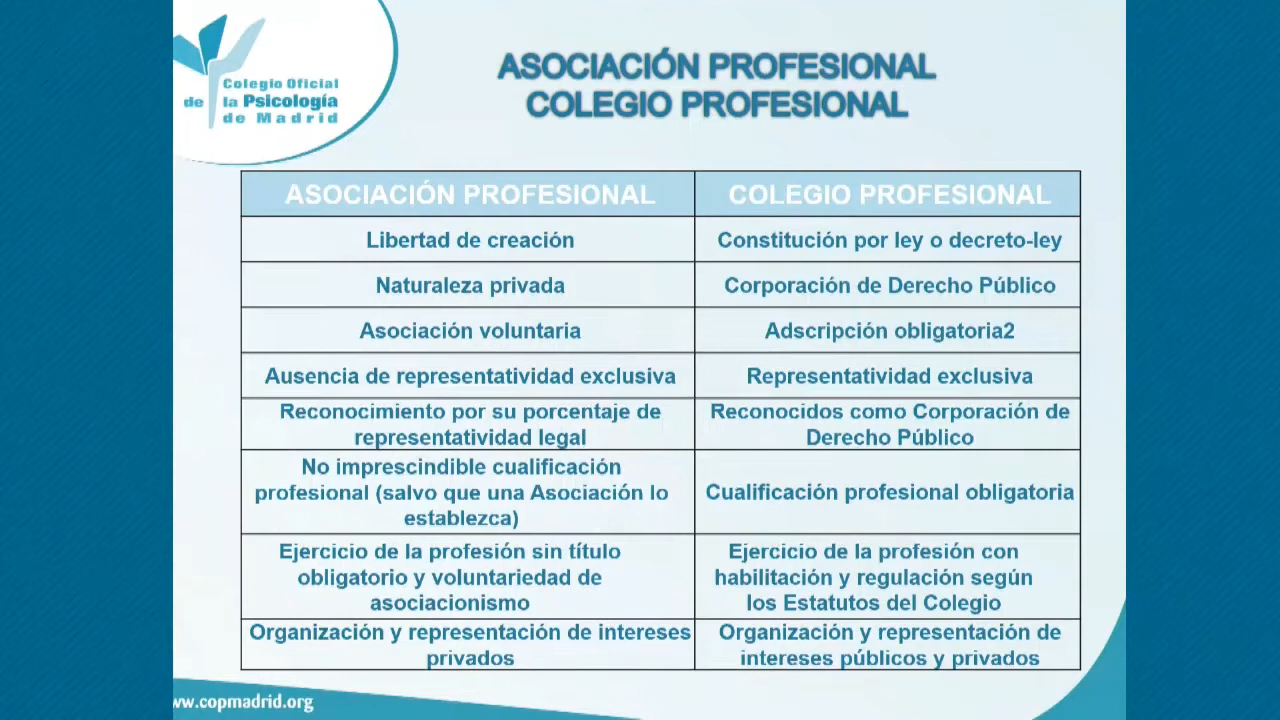 Colegio Oficial
de la Psicología
de Madrid
ASOCIACIÓN PROFESIONAL
COLEGIO PROFESIONAL
ASOCIACIÓN PROFESIONAL
COLEGIO PROFESIONAL
Libertad de creación
Constitución por ley o decreto-ley
Naturaleza privada
Corporación de Derecho Público
Asociación voluntaria
Adscripción obligatoria2
Ausencia de representatividad exclusiva
Representatividad exclusiva
Reconocimiento por su porcentaje de
representatividad legal
Reconocidos como Corporación de
Derecho Público
No imprescindible cualificación
profesional (salvo que una Asociación lo
establezca)
Cualificación profesional obligatoria
Ejercicio de la profesión sin título
obligatorio y voluntariedad de
asociacionismo
Ejercicio de la profesión con
habilitación y regulación según
los Estatutos del Colegio
Organización y representación de intereses
privados
Organización y representación de
intereses públicos y privados
ww.copmadrid.org